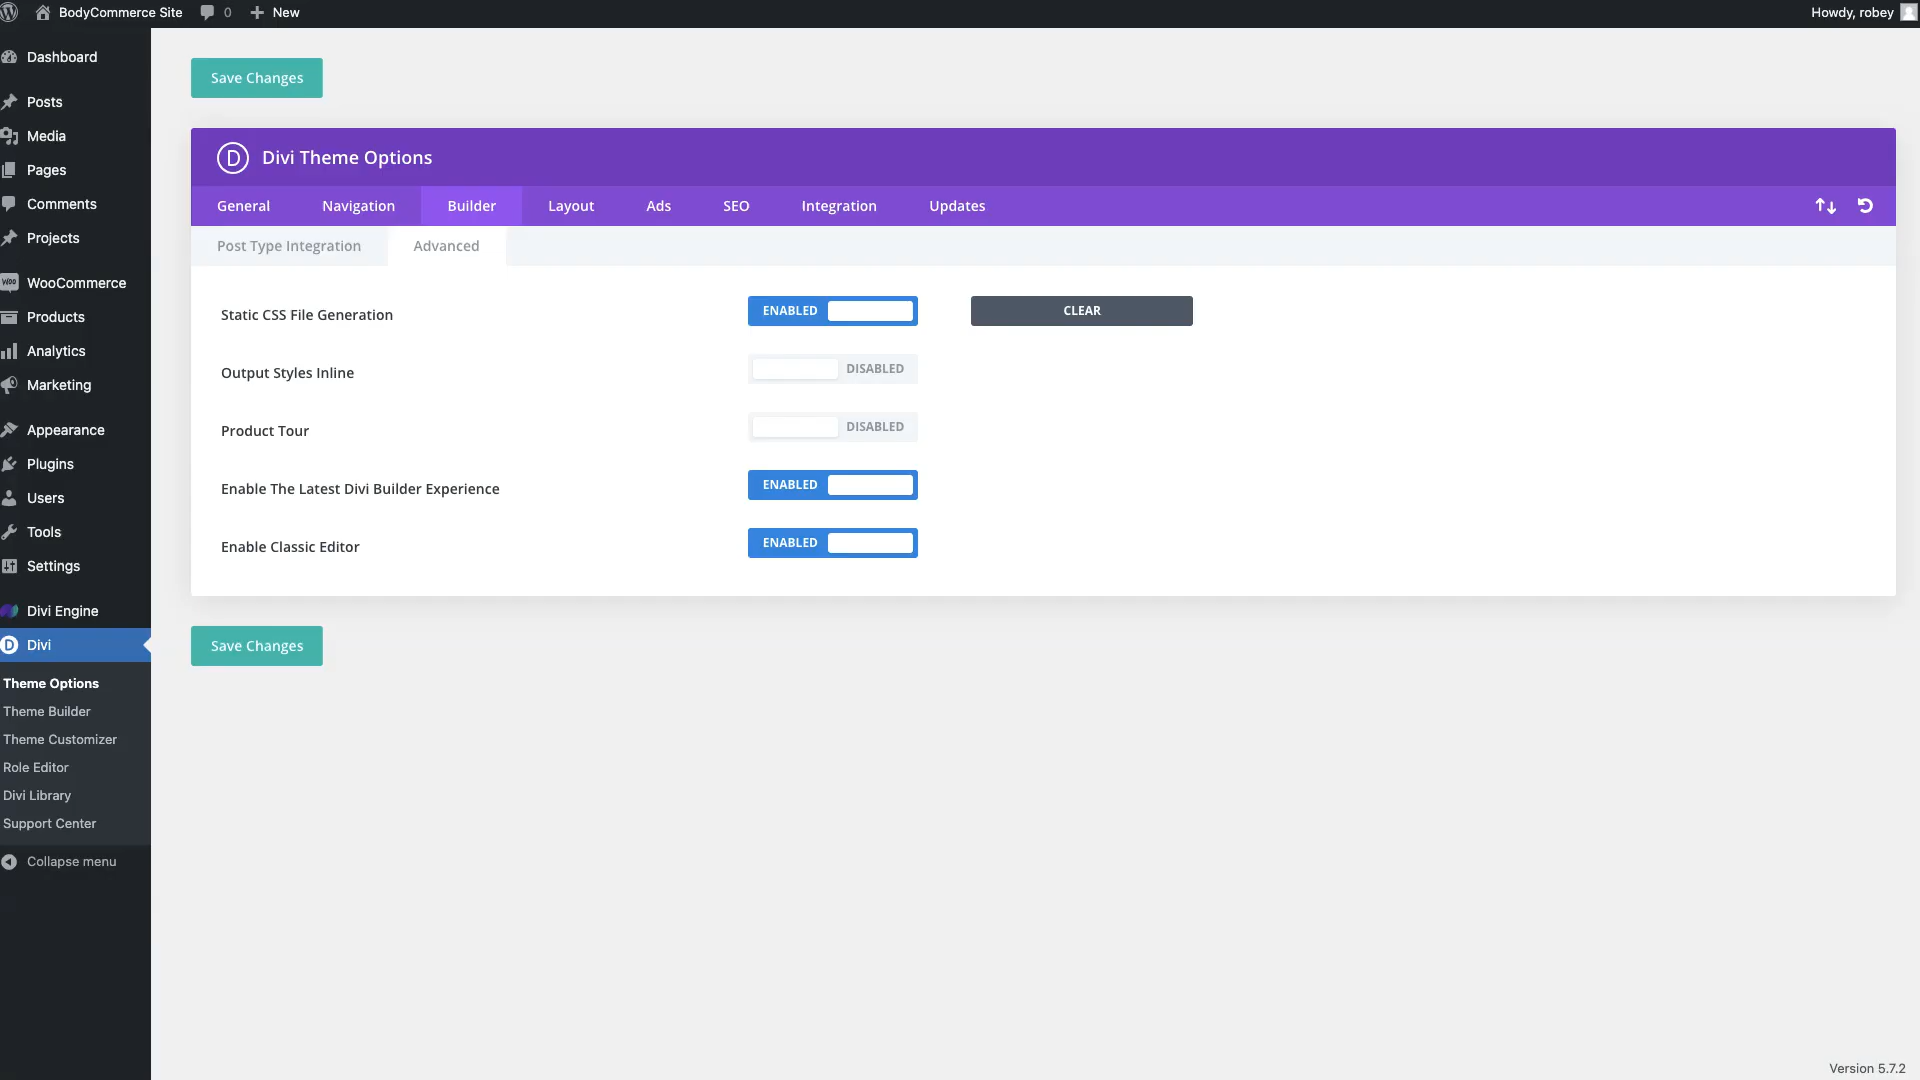 BodyCommerce Site 0 New Howdy, robey
Dashboard
Posts
Media
Pages
Comments
Projects
WooCommerce
Products
Analytics
Marketing
Appearance
Plugins
Users
Tools
Settings
Divi Engine
Divi
Theme Options
Theme Builder
Theme Customizer
Role Editor
Divi Library
Support Center
Collapse menu
Save Changes
D Divi Theme Options
General Navigation Builder Layout Ads SEO Integration Updates
Post Type Integration Advanced
Static CSS File Generation ENABLED CLEAR
Output Styles Inline DISABLED
Product Tour DISABLED
Enable The Latest Divi Builder Experience ENABLED
Enable Classic Editor ENABLED
Save Changes
Version 5.7.2